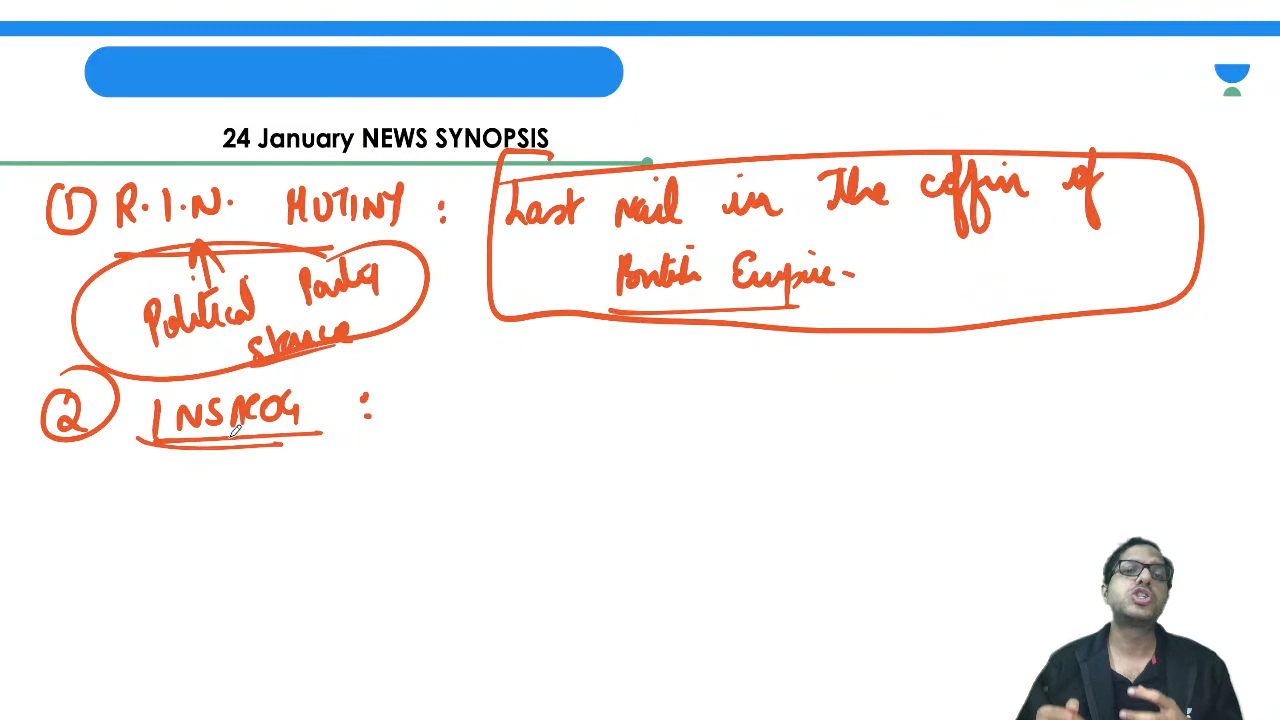 24 January NEWS SYNOPSIS
① R.I.N. MUTINY : Last nail in The coffin of
British Empire-
Political Party
stance
② INSACOG :